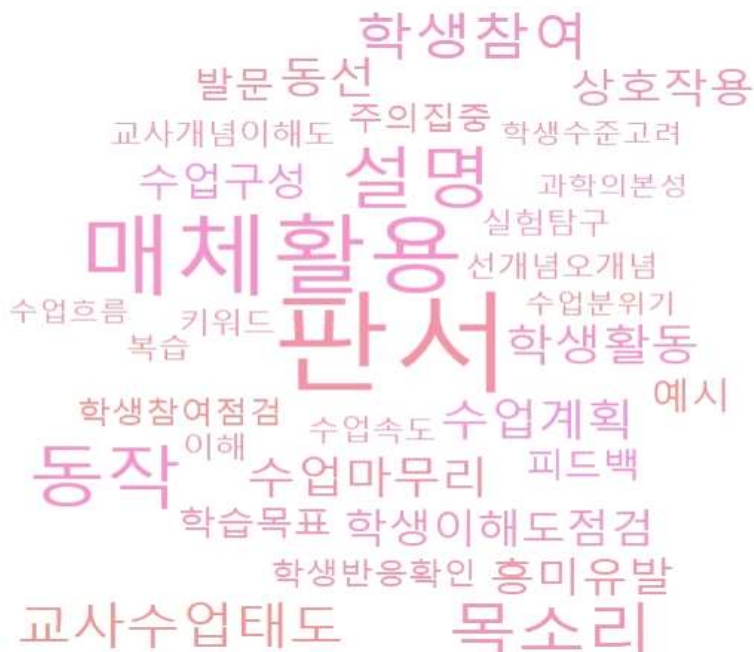 학생참여
발문 동선 상호작용
교사개념이해도 주의집중 학생수준고려
수업구성 설명 과학의본성
매체활용 실험탐구
선개념오개념
수업흐름 키워드 판서 수업분위기
복습 학생활동
예시
학생참여점검 수업속도 수업계획
동작 이해 수업마무리 피드백
학습목표 학생이해도점검
학생반응확인 흥미유발
교사수업태도 목소리